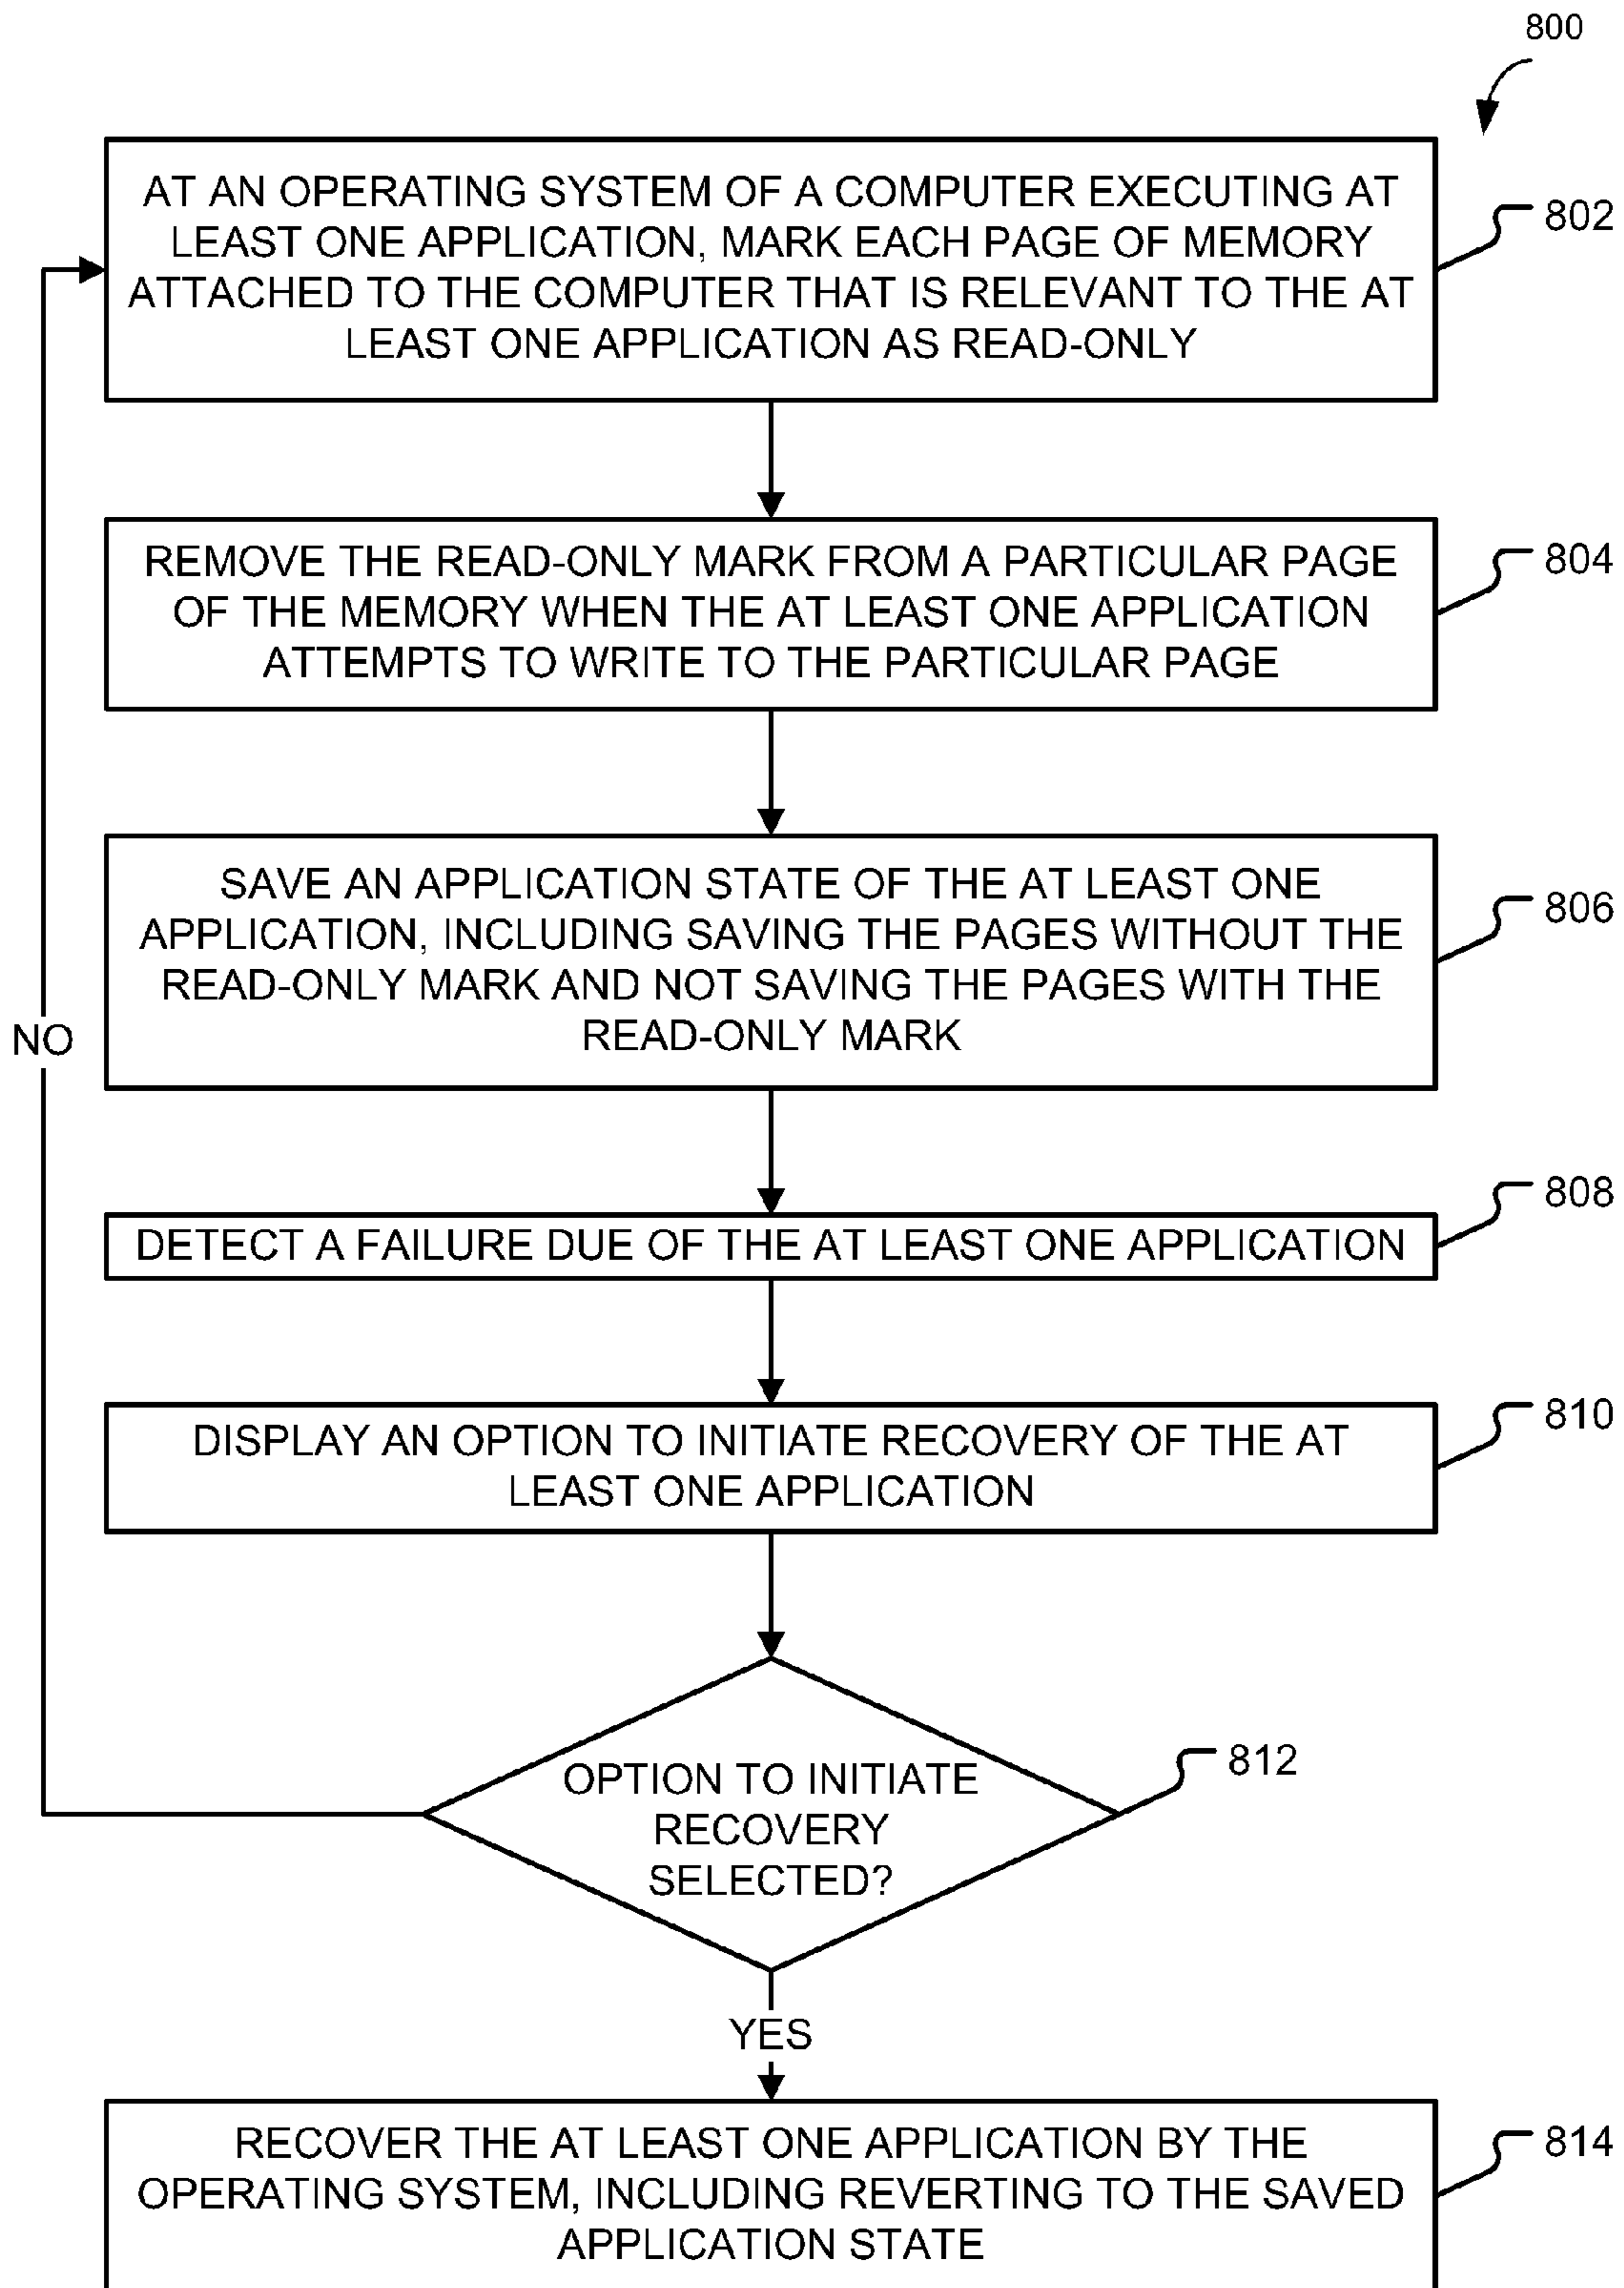 800
AT AN OPERATING SYSTEM OF A COMPUTER EXECUTING AT
LEAST ONE APPLICATION, MARK EACH PAGE OF MEMORY
ATTACHED TO THE COMPUTER THAT IS RELEVANT TO THE AT
LEAST ONE APPLICATION AS READ-ONLY
802
REMOVE THE READ-ONLY MARK FROM A PARTICULAR PAGE
OF THE MEMORY WHEN THE AT LEAST ONE APPLICATION
ATTEMPTS TO WRITE TO THE PARTICULAR PAGE
804
SAVE AN APPLICATION STATE OF THE AT LEAST ONE
APPLICATION, INCLUDING SAVING THE PAGES WITHOUT THE
READ-ONLY MARK AND NOT SAVING THE PAGES WITH THE
READ-ONLY MARK
806
NO
DETECT A FAILURE DUE OF THE AT LEAST ONE APPLICATION
808
DISPLAY AN OPTION TO INITIATE RECOVERY OF THE AT
LEAST ONE APPLICATION
810
OPTION TO INITIATE
RECOVERY
SELECTED?
812
YES
RECOVER THE AT LEAST ONE APPLICATION BY THE
OPERATING SYSTEM, INCLUDING REVERTING TO THE SAVED
APPLICATION STATE
814